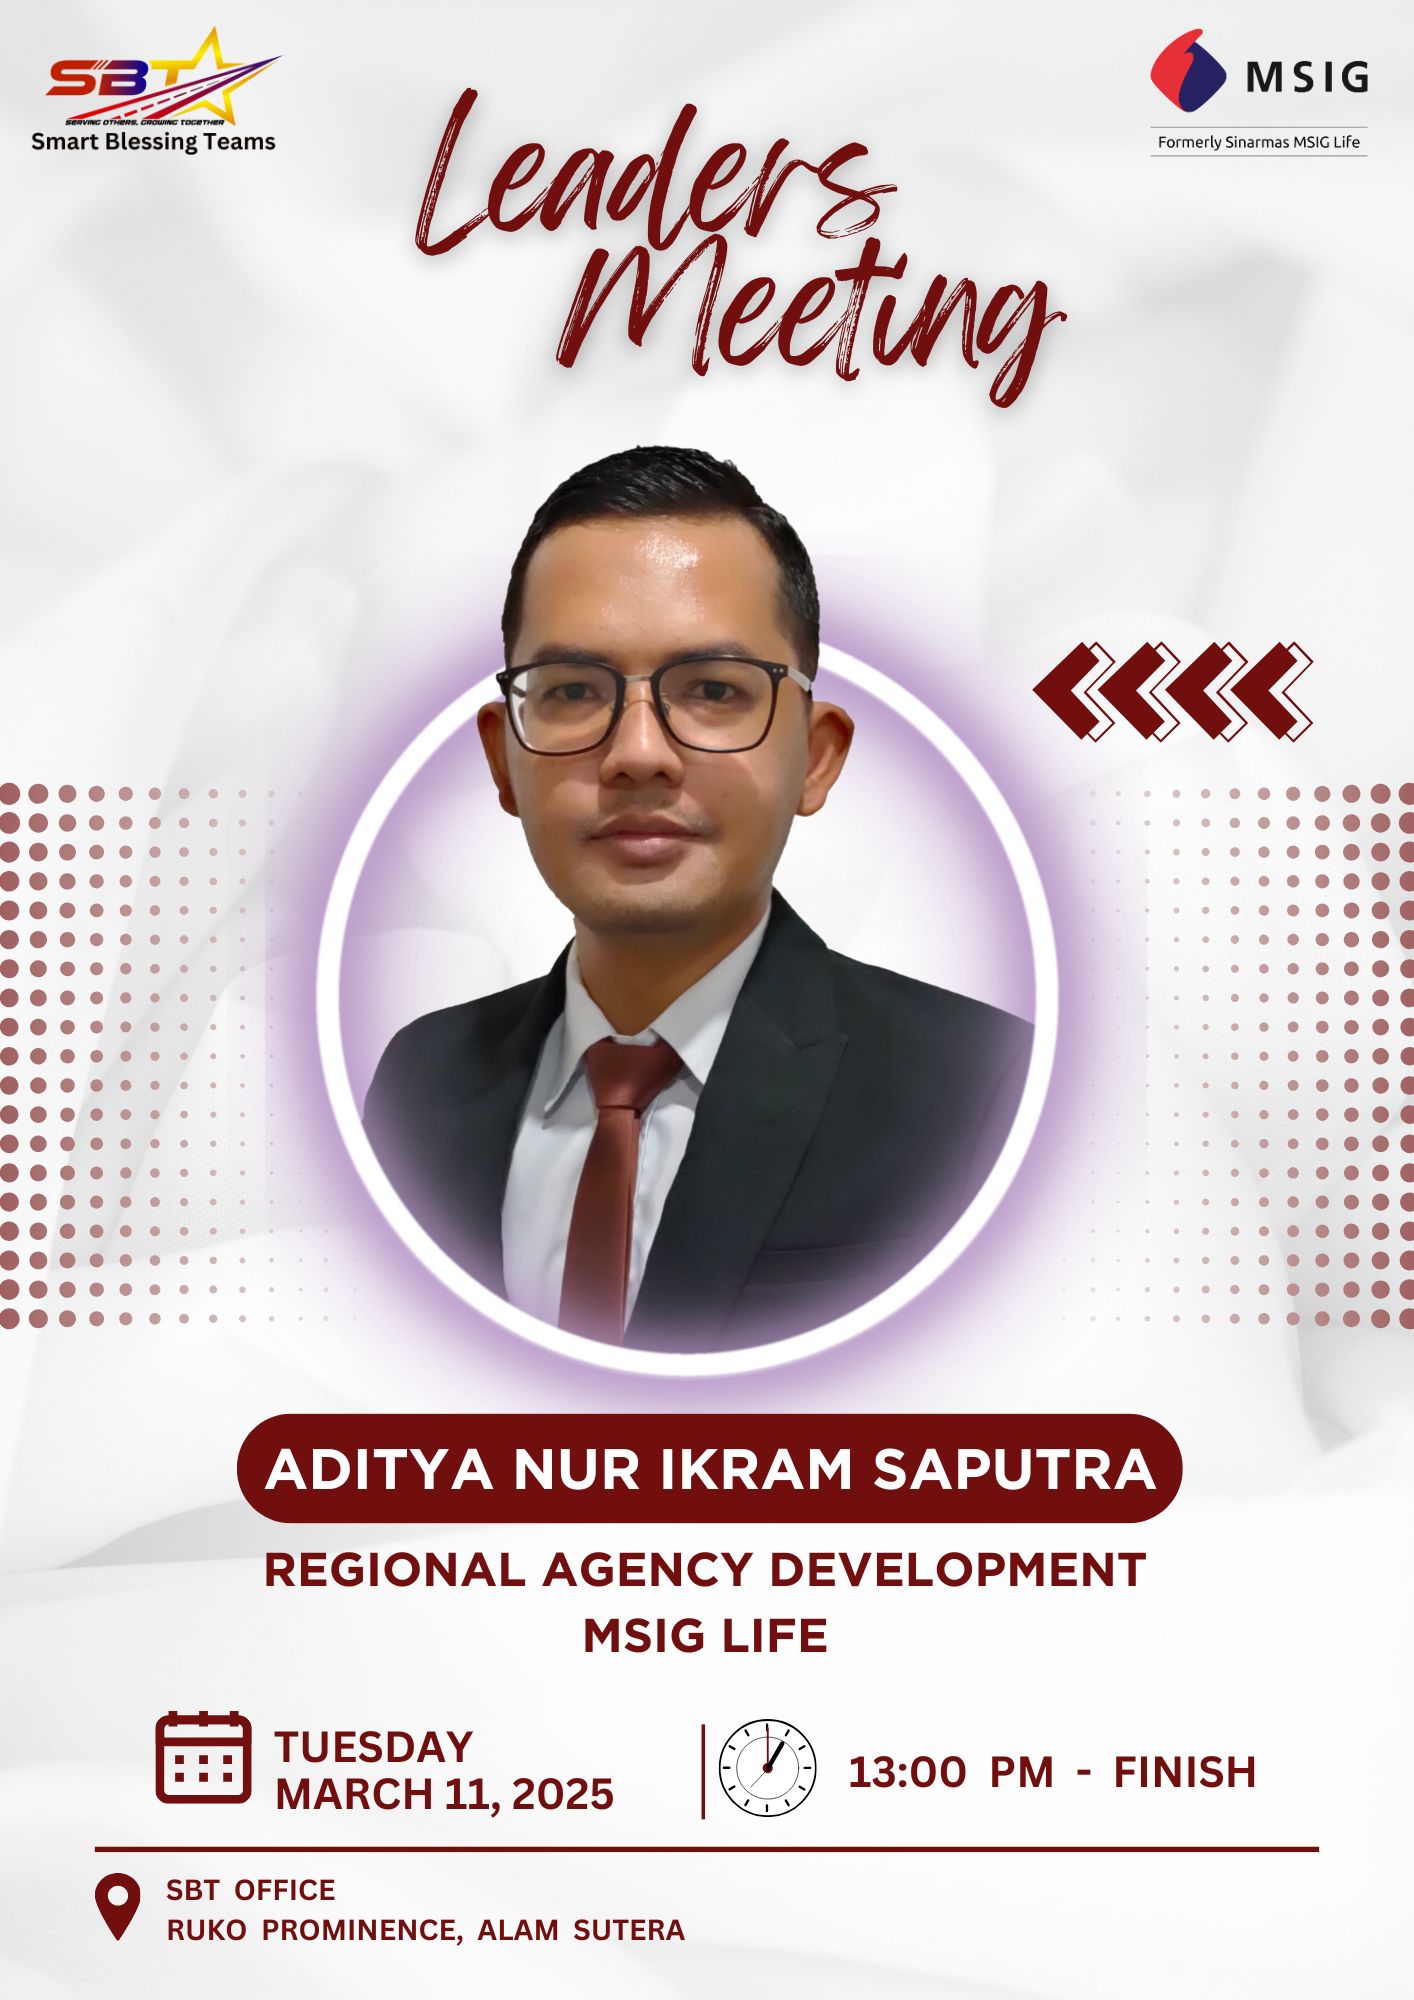 SBT
SERVING OTHERS, GROWING TOGETHER
Smart Blessing Teams
MSIG
Formerly Sinarmas MSIG Life
Leaders
Meeting
ADITYA NUR IKRAM SAPUTRA
REGIONAL AGENCY DEVELOPMENT
MSIG LIFE
TUESDAY
MARCH 11, 2025
13:00 PM - FINISH
SBT OFFICE
RUKO PROMINENCE, ALAM SUTERA